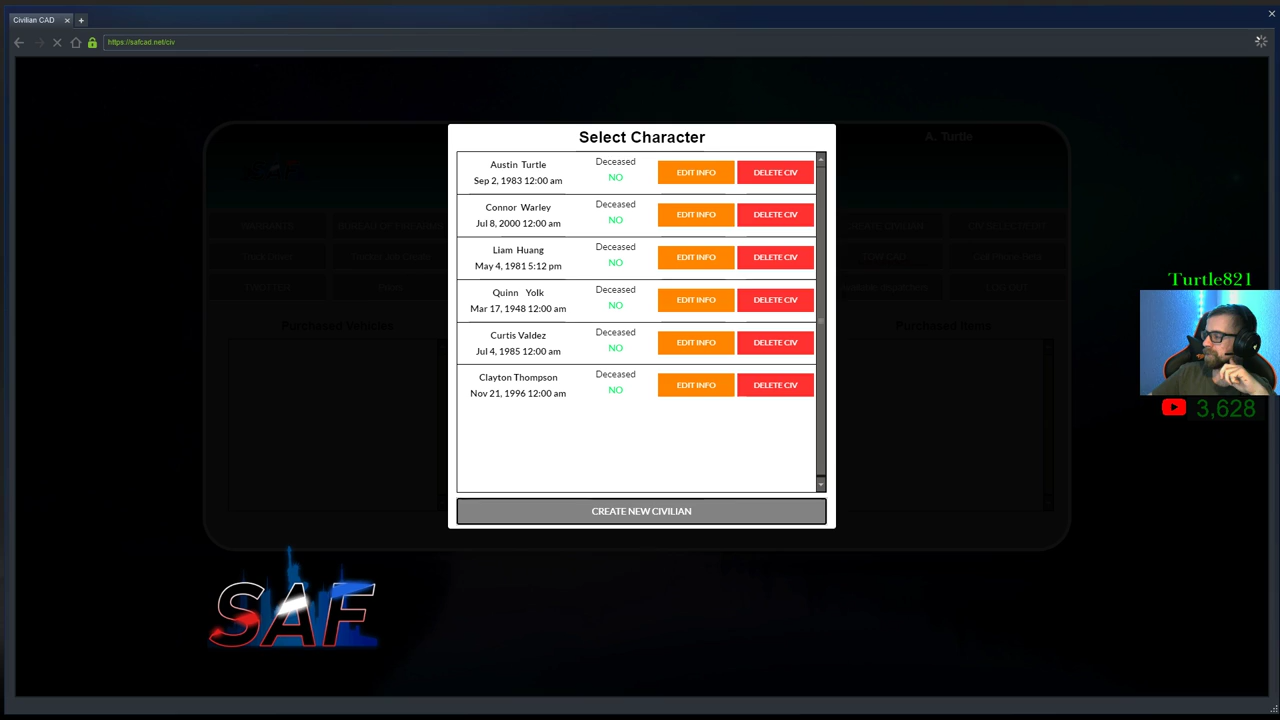 Civilian CAD
https://safcad.net/civ
A. Turtle
Select Character
Austin Turtle
Sep 2, 1983 12:00 am
Deceased
NO
EDIT INFO
DELETE CIV
Connor Warley
Jul 8, 2000 12:00 am
Deceased
NO
EDIT INFO
DELETE CIV
Liam Huang
May 4, 1981 5:12 pm
Deceased
NO
EDIT INFO
DELETE CIV
Quinn Yolk
Mar 17, 1948 12:00 am
Deceased
NO
EDIT INFO
DELETE CIV
Curtis Valdez
Jul 4, 1985 12:00 am
Deceased
NO
EDIT INFO
DELETE CIV
Clayton Thompson
Nov 21, 1996 12:00 am
Deceased
NO
EDIT INFO
DELETE CIV
CREATE NEW CIVILIAN
WARRANTS
LOG OUT
Purchased Vehicles
Purchased Items
Turtle821
3,628
SAF